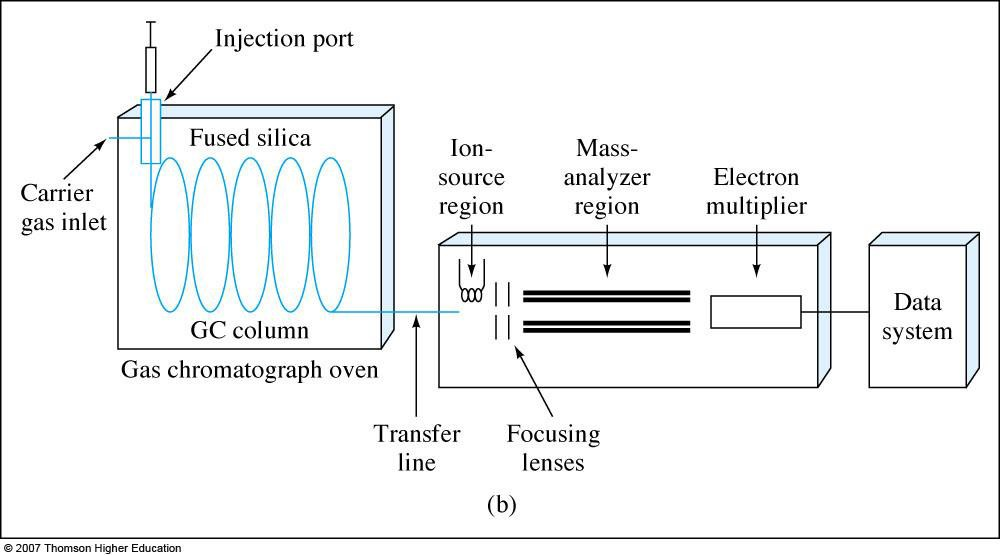 Injection port
Fused silica
Carrier
gas inlet
GC column
Gas chromatograph oven
Ion-
source
region
Mass-
analyzer
region
Electron
multiplier
Data
system
Transfer
line
Focusing
lenses
(b)
© 2007 Thomson Higher Education